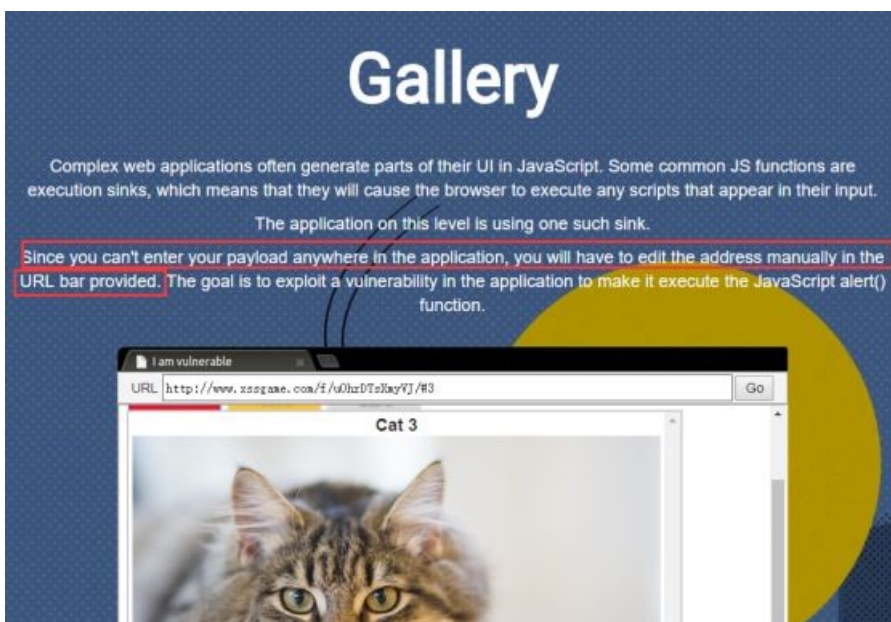 Gallery
Complex web applications often generate parts of their UI in JavaScript. Some common JS functions are
execution sinks, which means that they will cause the browser to execute any scripts that appear in their input.
The application on this level is using one such sink.
Since you can't enter your payload anywhere in the application, you will have to edit the address manually in the
URL bar provided. The goal is to exploit a vulnerability in the application to make it execute the JavaScript alert()
function.
I am vulnerable
URL http://www.xssgame.com/f/u0hrDTsXmyVJ/#3 Go
Cat 3